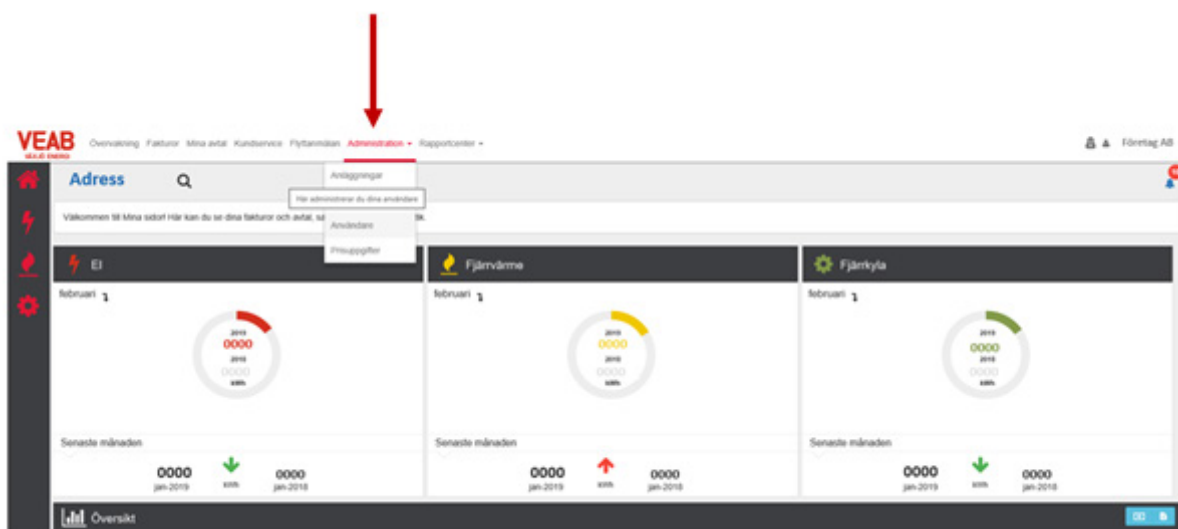 VEAB
VÄXJÖ ENERGI
Övervakning Fakturor Mina avtal Kundservice Flyttanmälan Administration Rapportcenter
Företag AB
Adress
Anläggningar
Här administrerar du dina användare
Välkommen till Mina sidor! Här kan du se dina fakturor och avtal,
Användare
Prisuppgifter
El
Fjärrvärme
Fjärrkyla
februari
februari
februari
2019
0000
2018
0000
kWh
2019
0000
2018
0000
kWh
2019
0000
2018
0000
kWh
Senaste månaden
Senaste månaden
Senaste månaden
0000 kWh 0000
jan-2019 jan-2018
0000 kWh 0000
jan-2019 jan-2018
0000 kWh 0000
jan-2019 jan-2018
Översikt